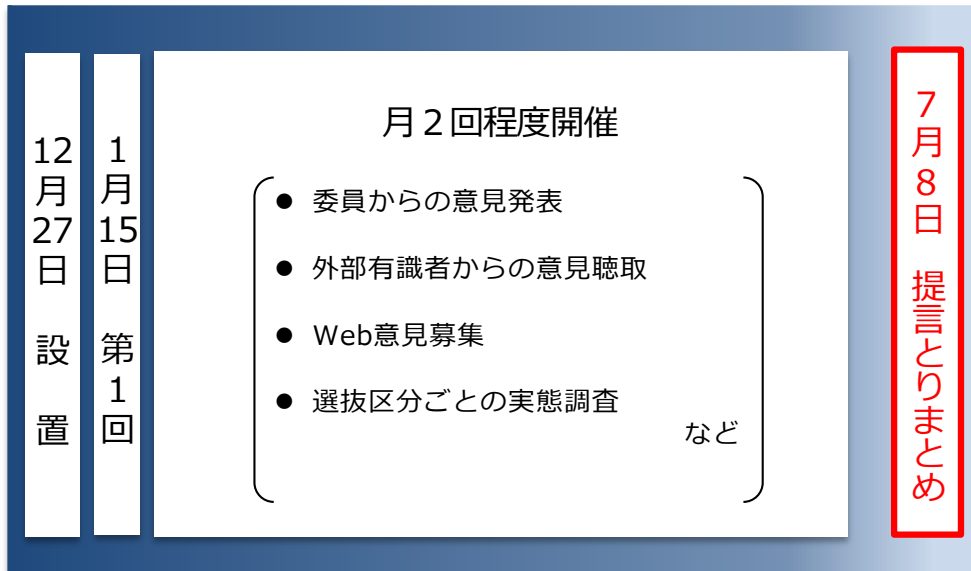 12月27日 設置
1月15日 第1回
月２回程度開催
● 委員からの意見発表
● 外部有識者からの意見聴取
● Web意見募集
● 選抜区分ごとの実態調査
など
７月８日 提言とりまとめ